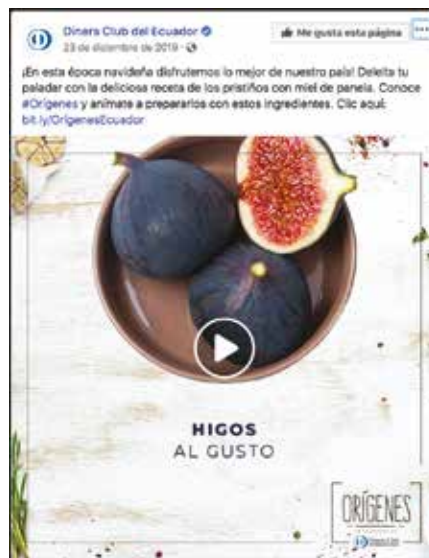 Diners Club del Ecuador
Me gusta esta página
23 de diciembre de 2019
¡En esta época navideña disfrutemos lo mejor de nuestro país! Deleita tu
paladar con la deliciosa receta de los pristiños con miel de panela. Conoce
#Orígenes y anímate a prepararlos con estos ingredientes. Clic aquí:
bit.ly/OrigenesEcuador
HIGOS
AL GUSTO
ORÍGENES